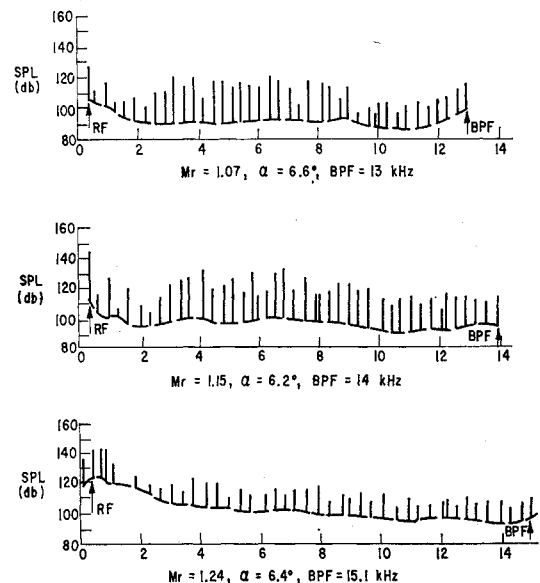 160
140
SPL
(db)
120
100
80
RF
BPF
0 2 4 6 8 10 12 14
Mr = 1.07, α = 6.6°, BPF = 13 kHz
160
140
SPL
(db)
120
100
80
RF
BPF
0 2 4 6 8 10 12 14
Mr = 1.15, α = 6.2°, BPF = 14 kHz
160
140
SPL
(db)
120
100
80
RF
BPF
0 2 4 6 8 10 12 14
Mr = 1.24, α = 6.4°, BPF = 15.1 kHz